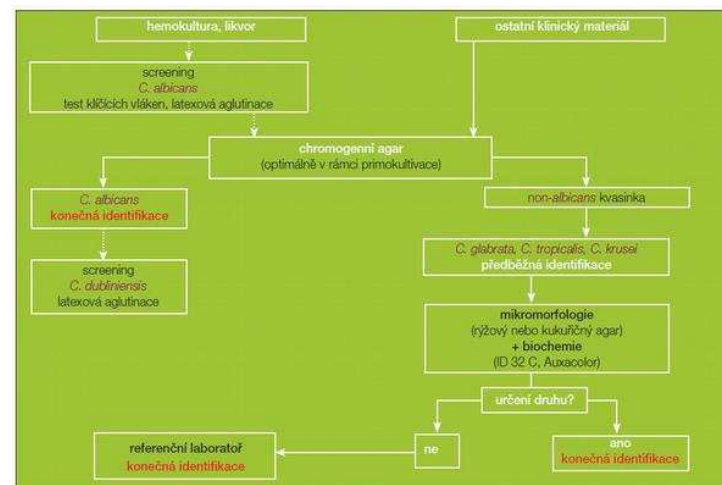 hemokultura, likvor
ostatní klinický materiál
screening
C. albicans
test klíčících vláken, latexová aglutinace
chromogenní agar
(optimálně v rámci primokultivace)
C. albicans
konečná identifikace
non-albicans kvasinka
screening
C. dubliniensis
latexová aglutinace
C. glabrata, C. tropicalis, C. krusei
předběžná identifikace
mikromorfologie
(rýžový nebo kukuřičný agar)
+ biochemie
(ID 32 C, Auxacolor)
určení druhu?
referenční laboratoř
konečná identifikace
ne
ano
konečná identifikace